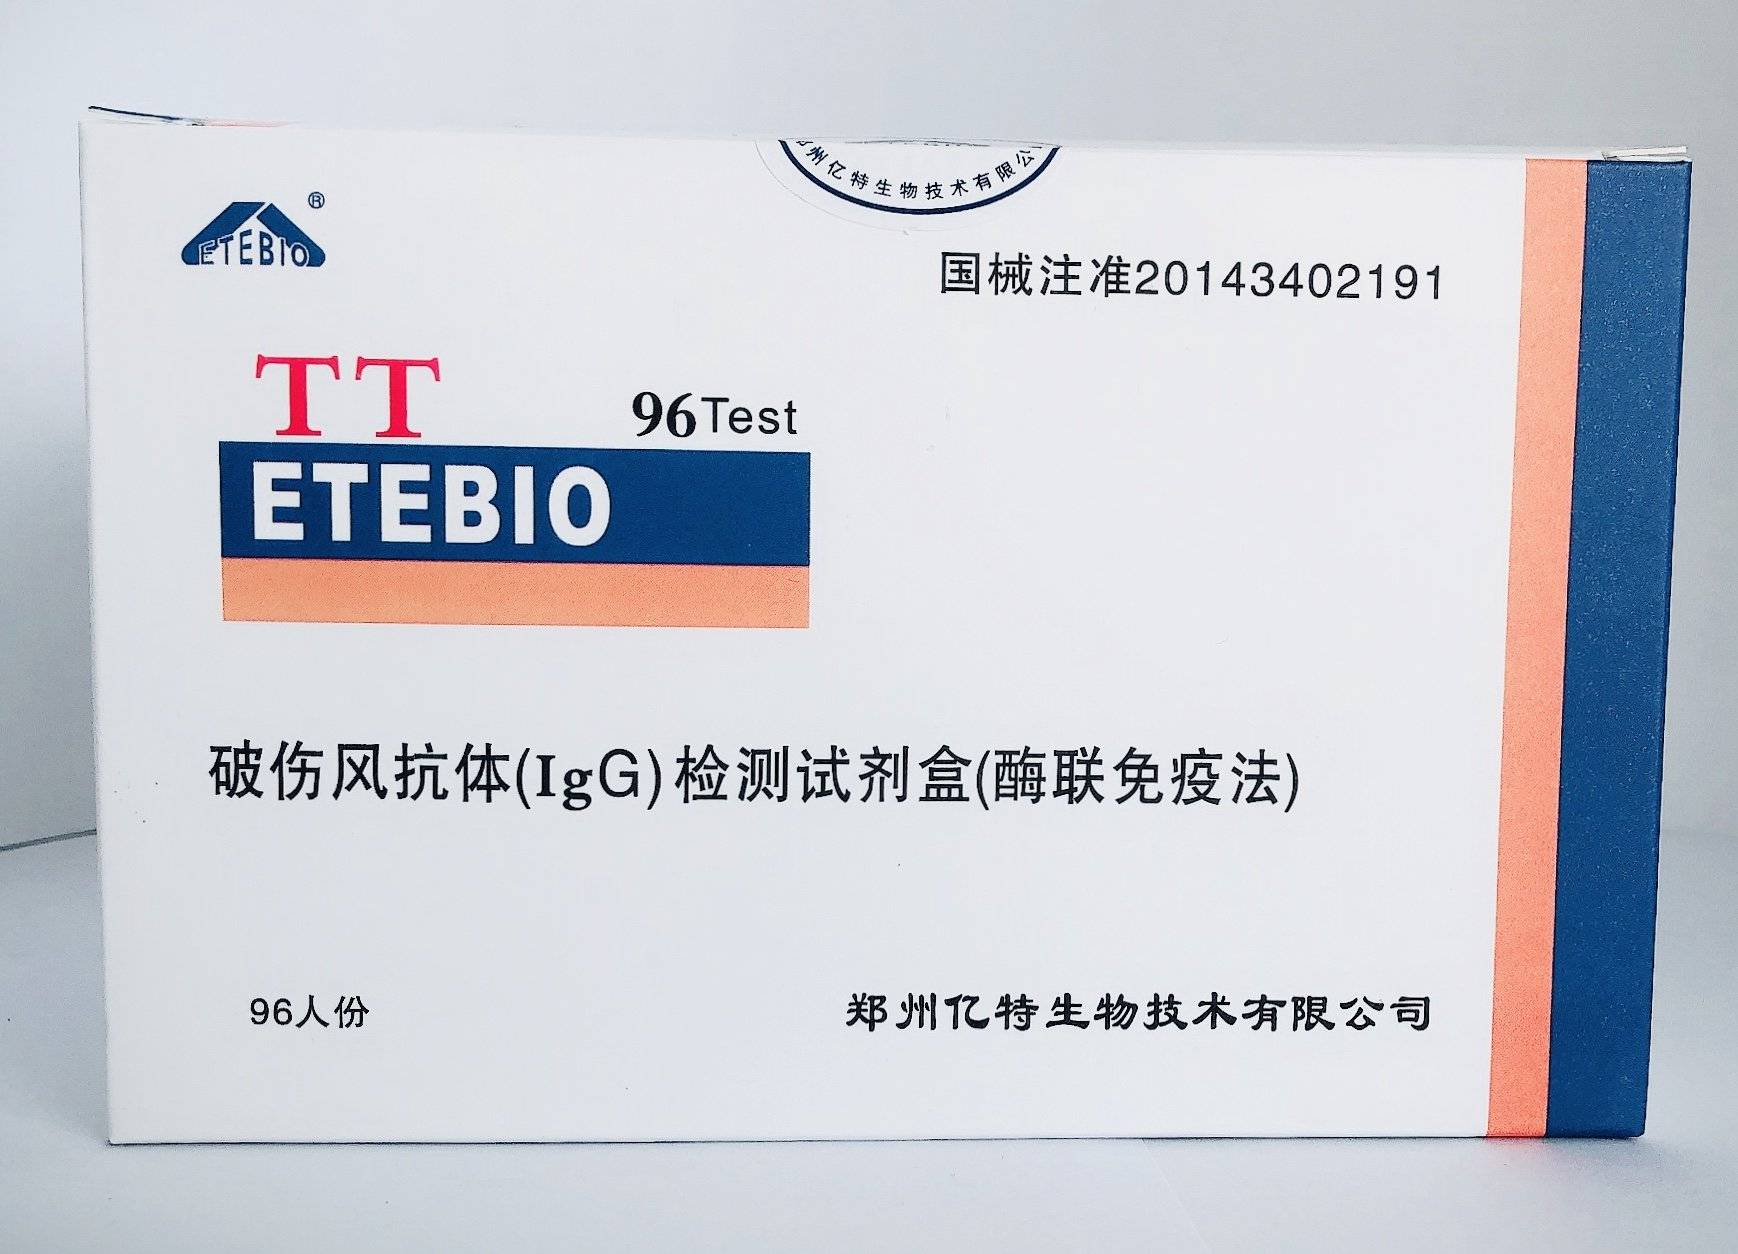 州亿特生物技术有限公
ETEBIO®
国械注准20143402191
TT
96Test
ETEBIO
破伤风抗体(IgG)检测试剂盒(酶联免疫法)
96人份
郑州亿特生物技术有限公司